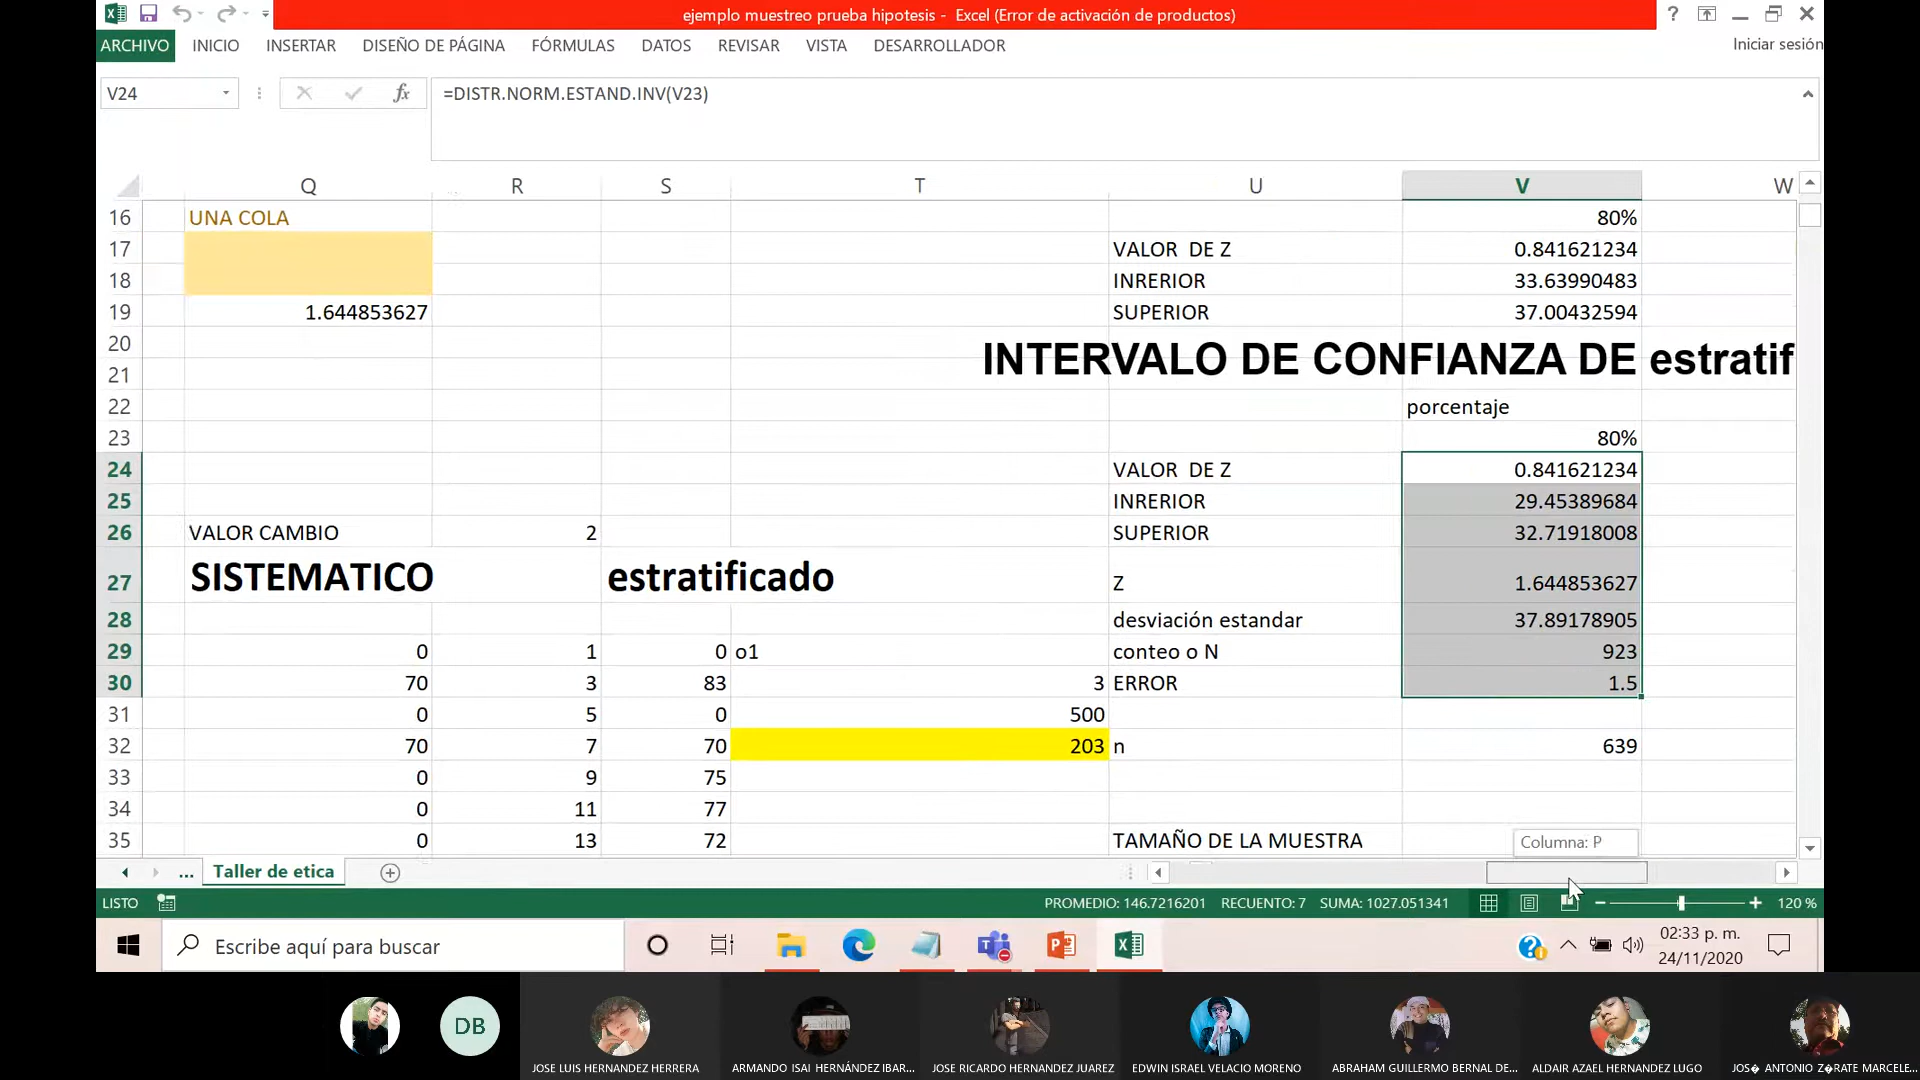 ejemplo muestreo prueba hipotesis - Excel (Error de activación de productos)
?
ARCHIVO INICIO INSERTAR DISEÑO DE PÁGINA FÓRMULAS DATOS REVISAR VISTA DESARROLLADOR Iniciar sesión
V24 fx =DISTR.NORM.ESTAND.INV(V23)
Q R S T U V W
16 UNA COLA 80%
17 VALOR DE Z 0.841621234
18 INRERIOR 33.63990483
19 1.644853627 SUPERIOR 37.00432594
20
INTERVALO DE CONFIANZA DE estratif
21
22 porcentaje
23 80%
24 VALOR DE Z 0.841621234
25 INRERIOR 29.45389684
26 VALOR CAMBIO 2 SUPERIOR 32.71918008
27 SISTEMATICO estratificado Z 1.644853627
28 desviación estandar 37.89178905
29 0 1 0 o1 conteo o N 923
30 70 3 83 3 ERROR 1.5
31 0 5 0 500
32 70 7 70 203 n 639
33 0 9 75
34 0 11 77
35 0 13 72 TAMAÑO DE LA MUESTRA
Columna: P
... Taller de etica
LISTO PROMEDIO: 146.7216201 RECUENTO: 7 SUMA: 1027.051341 120 %
Escribe aquí para buscar
02:33 p. m.
24/11/2020
DB
JOSE LUIS HERNANDEZ HERRERA ARMANDO ISAI HERNÁNDEZ IBAR... JOSE RICARDO HERNANDEZ JUAREZ EDWIN ISRAEL VELACIO MORENO ABRAHAM GUILLERMO BERNAL DE... ALDAIR AZAEL HERNANDEZ LUGO JOS� ANTONIO Z�RATE MARCELE...